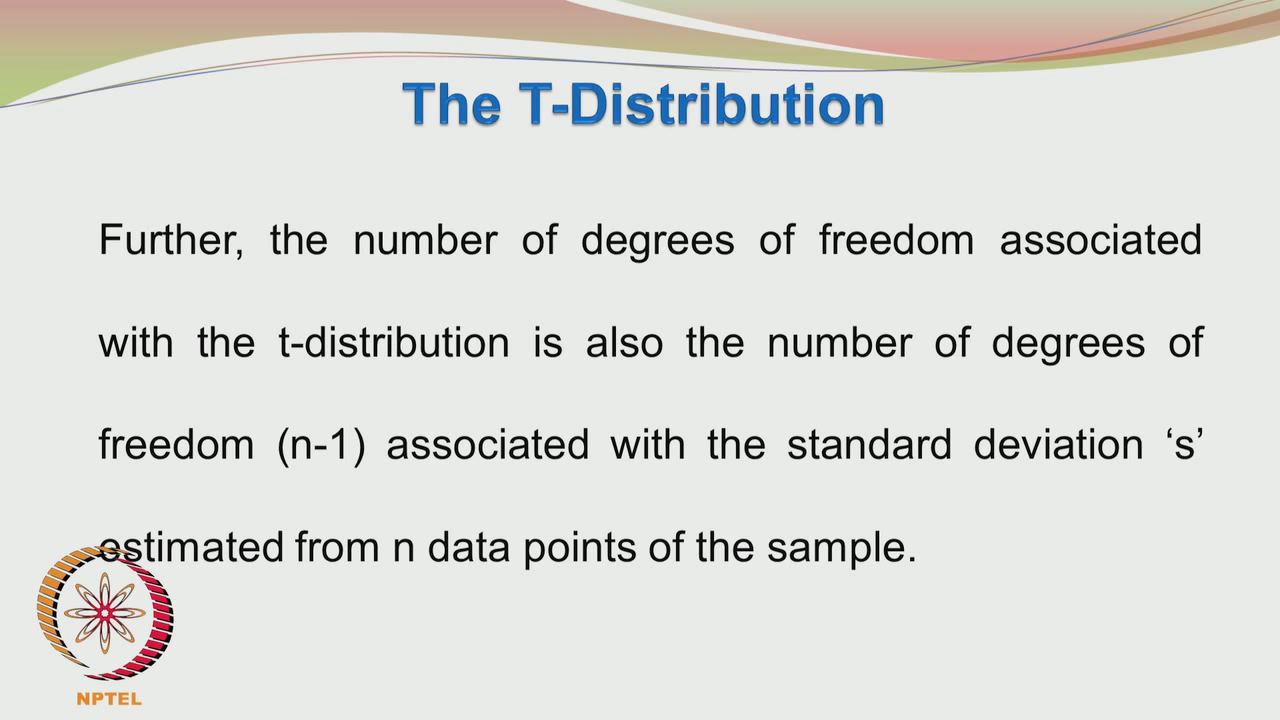 The T-Distribution
Further, the number of degrees of freedom associated
with the t-distribution is also the number of degrees of
freedom (n-1) associated with the standard deviation ‘s’
estimated from n data points of the sample.
NPTEL